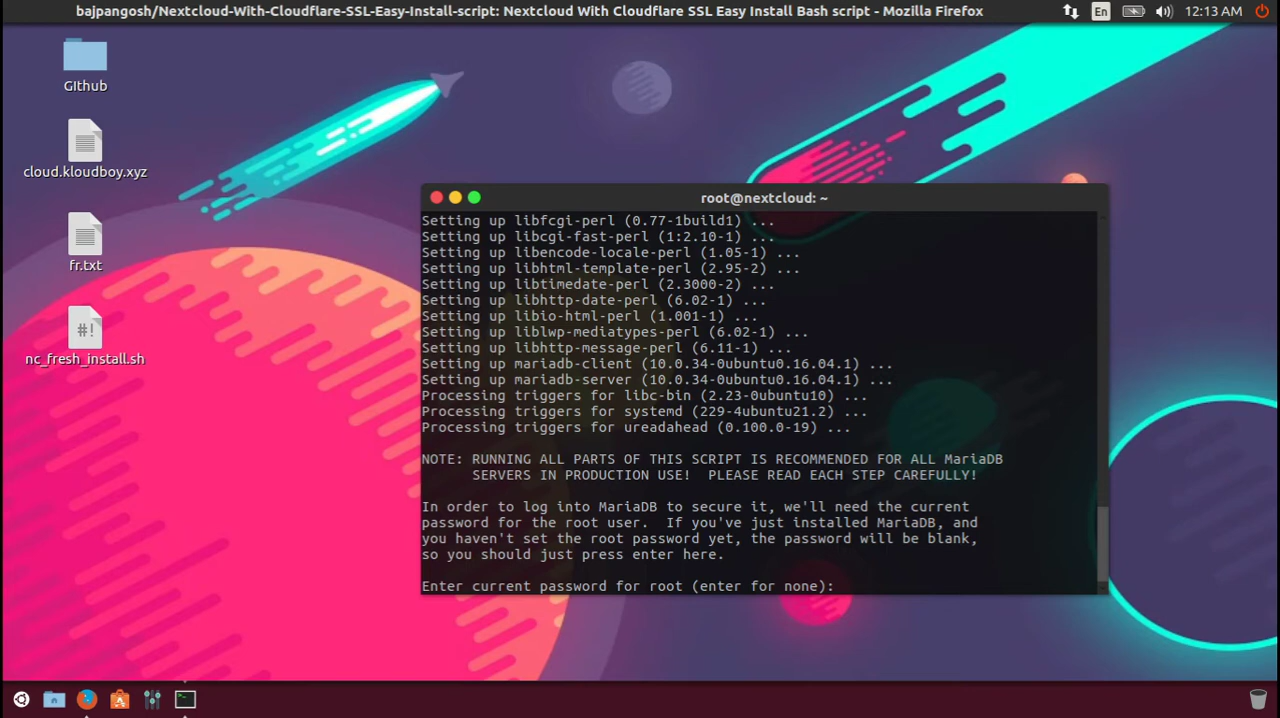 bajpangosh/Nextcloud-With-Cloudflare-SSL-Easy-Install-script: Nextcloud With Cloudflare SSL Easy Install Bash script - Mozilla Firefox
En
12:13 AM
GIthub
cloud.kloudboy.xyz
fr.txt
#!
nc_fresh_install.sh
root@nextcloud: ~
Setting up libfcgi-perl (0.77-1build1) ...
Setting up libcgi-fast-perl (1:2.10-1) ...
Setting up libencode-locale-perl (1.05-1) ...
Setting up libhtml-template-perl (2.95-2) ...
Setting up libtimedate-perl (2.3000-2) ...
Setting up libhttp-date-perl (6.02-1) ...
Setting up libio-html-perl (1.001-1) ...
Setting up liblwp-mediatypes-perl (6.02-1) ...
Setting up libhttp-message-perl (6.11-1) ...
Setting up mariadb-client (10.0.34-0ubuntu0.16.04.1) ...
Setting up mariadb-server (10.0.34-0ubuntu0.16.04.1) ...
Processing triggers for libc-bin (2.23-0ubuntu10) ...
Processing triggers for systemd (229-4ubuntu21.2) ...
Processing triggers for ureadahead (0.100.0-19) ...
NOTE: RUNNING ALL PARTS OF THIS SCRIPT IS RECOMMENDED FOR ALL MariaDB
SERVERS IN PRODUCTION USE!  PLEASE READ EACH STEP CAREFULLY!
In order to log into MariaDB to secure it, we'll need the current
password for the root user.  If you've just installed MariaDB, and
you haven't set the root password yet, the password will be blank,
so you should just press enter here.
Enter current password for root (enter for none):